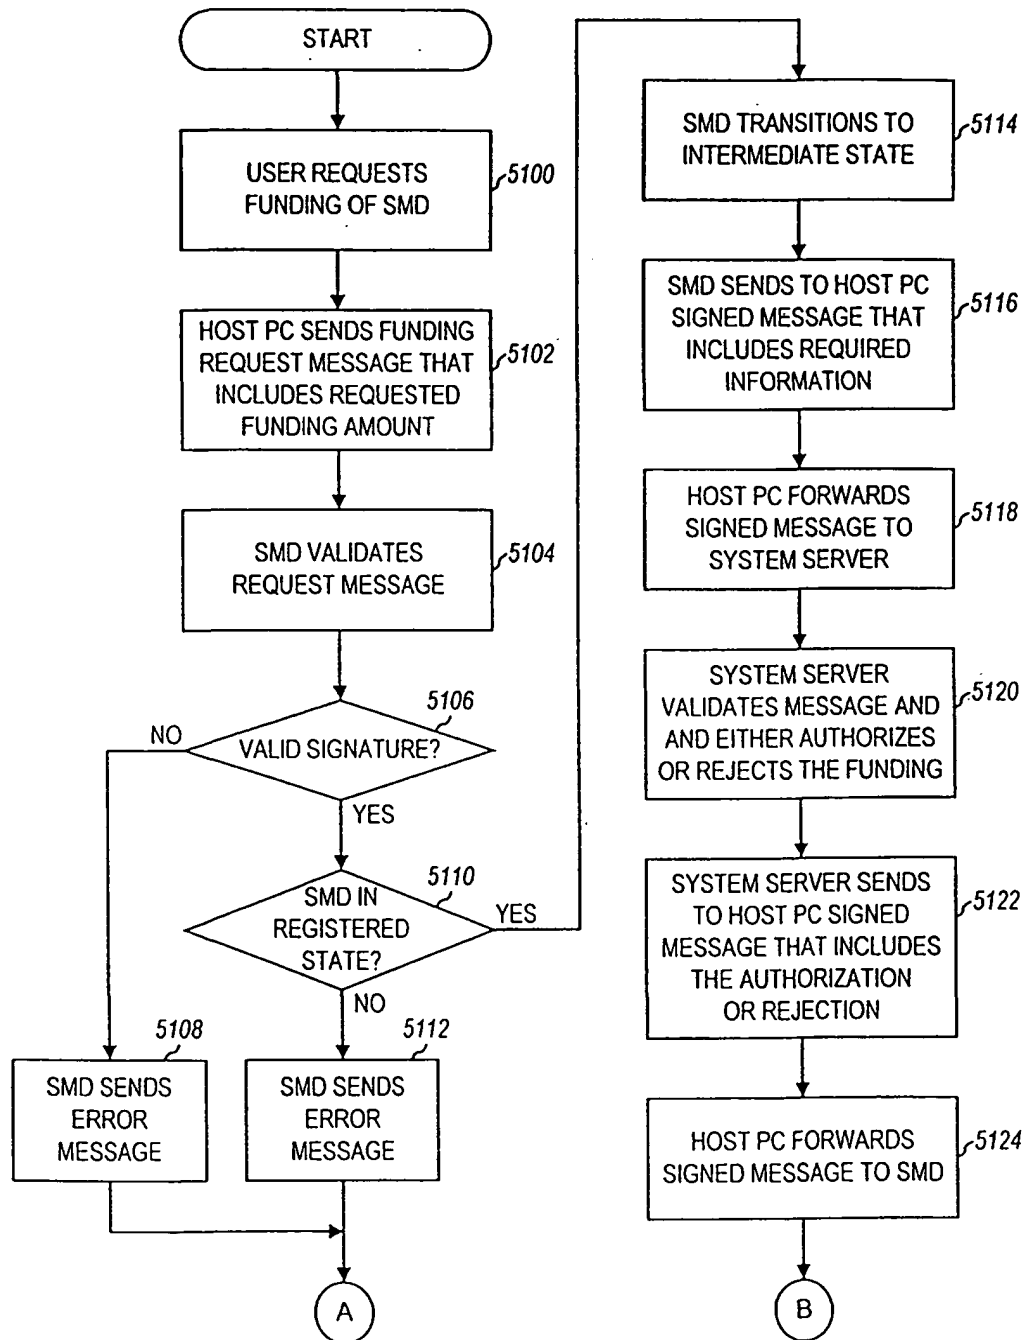 START
USER REQUESTS
FUNDING OF SMD
5100
HOST PC SENDS FUNDING
REQUEST MESSAGE THAT
INCLUDES REQUESTED
FUNDING AMOUNT
5102
SMD VALIDATES
REQUEST MESSAGE
5104
VALID SIGNATURE?
5106
NO
YES
SMD IN
REGISTERED
STATE?
5110
YES
NO
SMD SENDS
ERROR
MESSAGE
5108
SMD SENDS
ERROR
MESSAGE
5112
A
SMD TRANSITIONS TO
INTERMEDIATE STATE
5114
SMD SENDS TO HOST PC
SIGNED MESSAGE THAT
INCLUDES REQUIRED
INFORMATION
5116
HOST PC FORWARDS
SIGNED MESSAGE TO
SYSTEM SERVER
5118
SYSTEM SERVER
VALIDATES MESSAGE AND
AND EITHER AUTHORIZES
OR REJECTS THE FUNDING
5120
SYSTEM SERVER SENDS
TO HOST PC SIGNED
MESSAGE THAT INCLUDES
THE AUTHORIZATION
OR REJECTION
5122
HOST PC FORWARDS
SIGNED MESSAGE TO SMD
5124
B